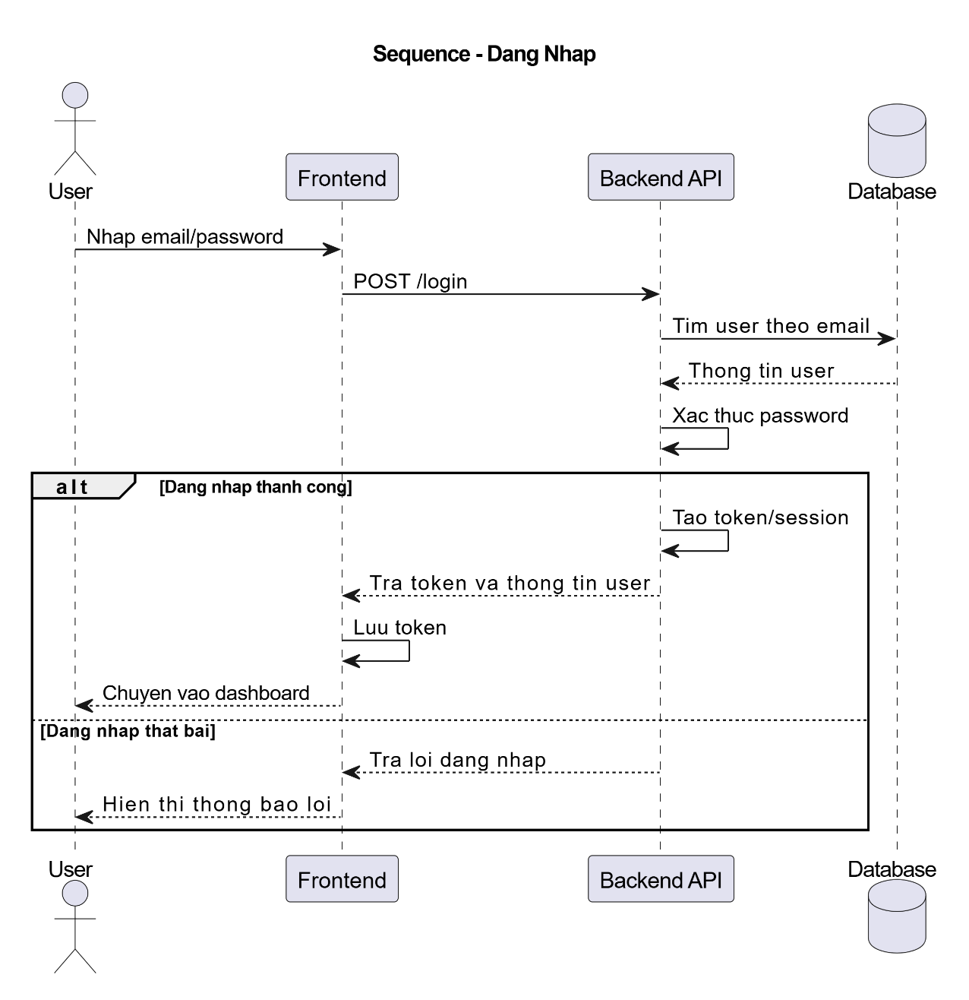 Sequence - Dang Nhap
User
Frontend
Backend API
Database
Nhap email/password
POST /login
Tim user theo email
Thong tin user
Xac thuc password
alt
[Dang nhap thanh cong]
Tao token/session
Tra token va thong tin user
Luu token
Chuyen vao dashboard
[Dang nhap that bai]
Tra loi dang nhap
Hien thi thong bao loi
User
Frontend
Backend API
Database